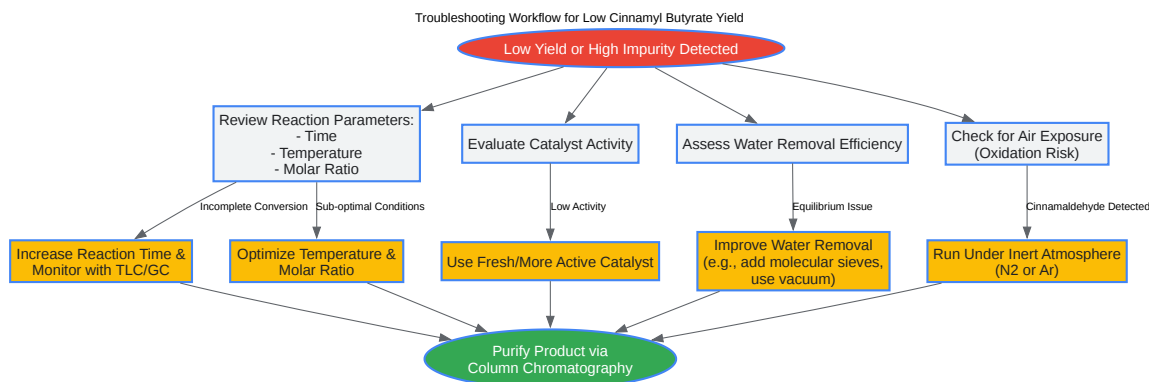 Troubleshooting Workflow for Low Cinnamyl Butyrate Yield
Low Yield or High Impurity Detected
Review Reaction Parameters:
- Time
- Temperature
- Molar Ratio
Evaluate Catalyst Activity
Assess Water Removal Efficiency
Check for Air Exposure
(Oxidation Risk)
Incomplete Conversion
Sub-optimal Conditions
Low Activity
Equilibrium Issue
Cinnamaldehyde Detected
Increase Reaction Time &
Monitor with TLC/GC
Optimize Temperature &
Molar Ratio
Use Fresh/More Active Catalyst
Improve Water Removal
(e.g., add molecular sieves,
use vacuum)
Run Under Inert Atmosphere
(N2 or Ar)
Purify Product via
Column Chromatography